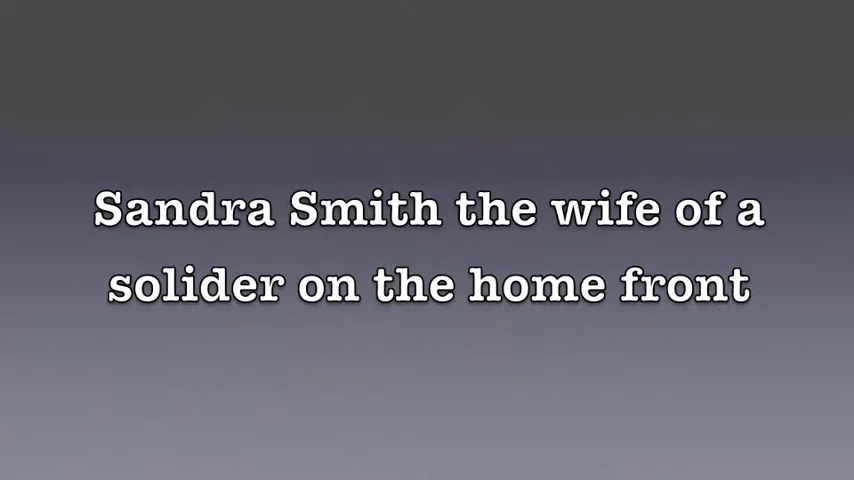 Sandra Smith the wife of a
solider on the home front